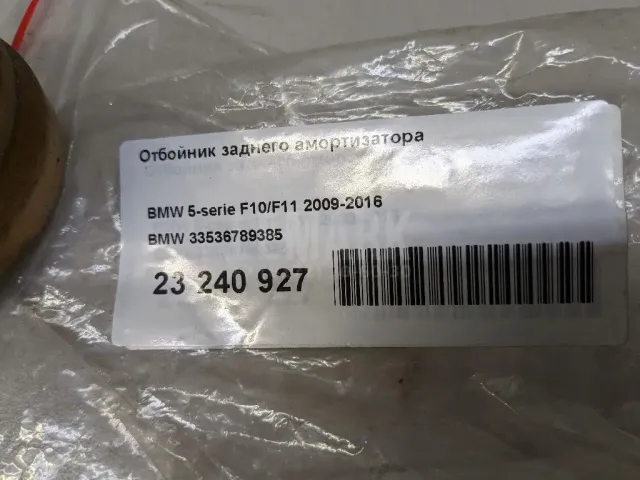 Отбойник заднего амортизатора
BMW 5-serie F10/F11 2009-2016
BMW 33536789385
23 240 927